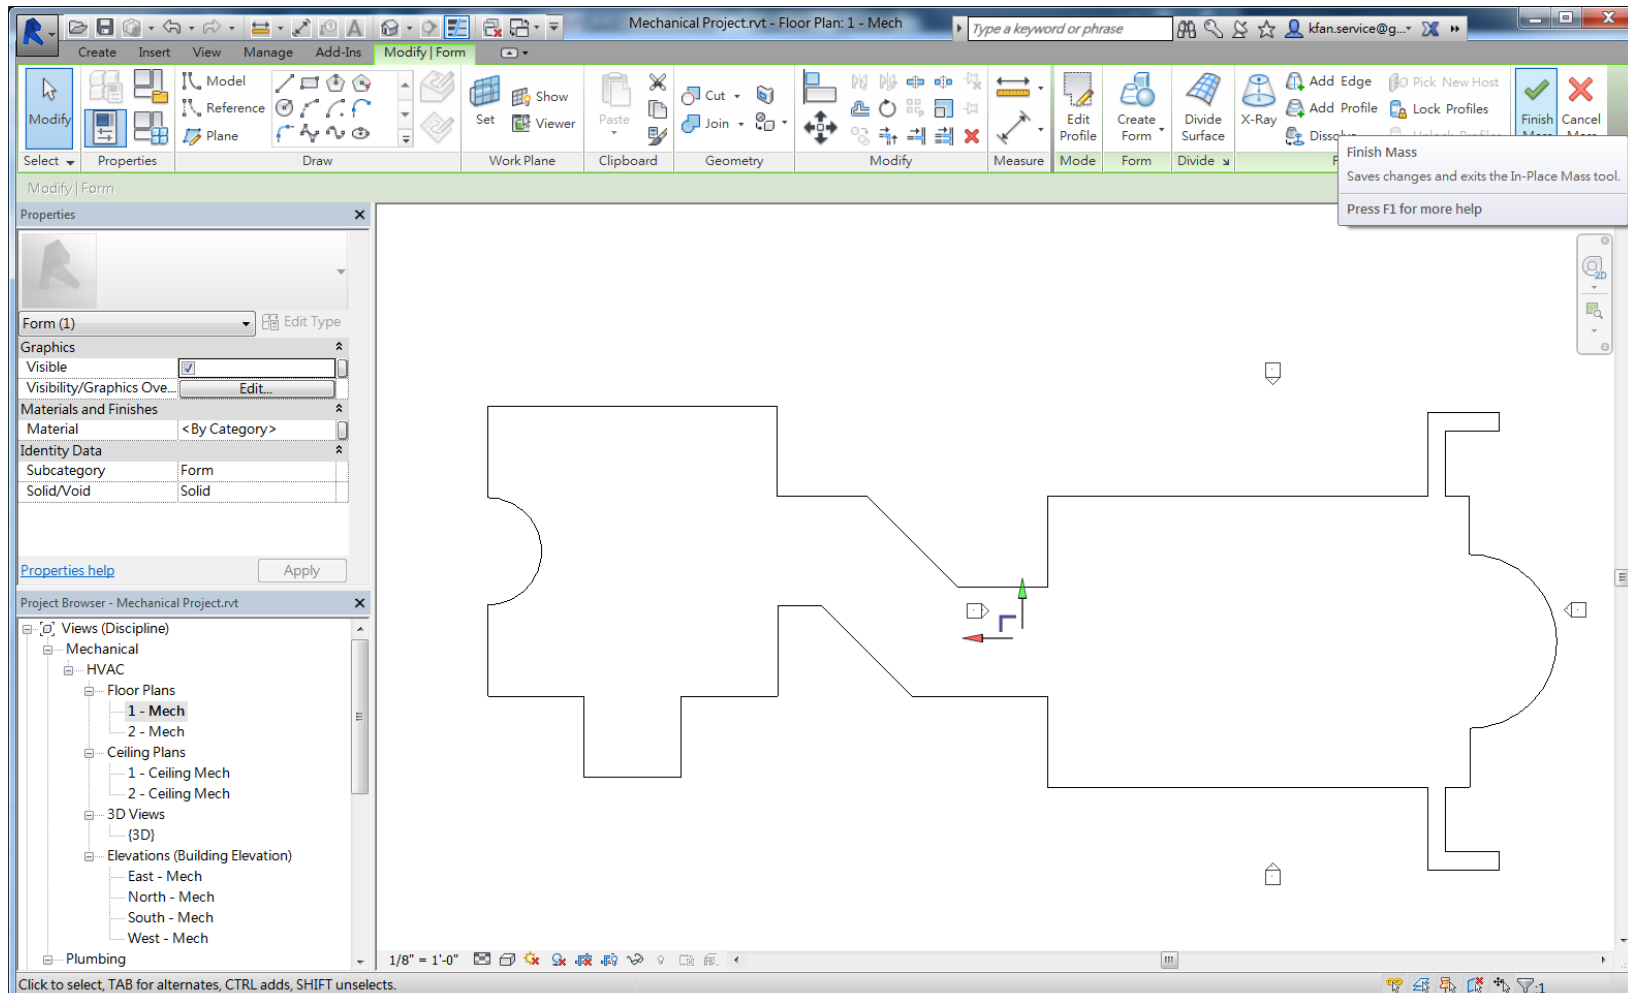 Mechanical Project.rvt - Floor Plan: 1 - Mech
Type a keyword or phrase
kfan.service@g...
Create Insert View Manage Add-Ins Modify | Form
Modify
Model
Reference
Plane
Set
Show
Viewer
Paste
Cut
Join
Edit Profile
Create Form
Divide Surface
X-Ray
Add Edge
Add Profile
Pick New Host
Lock Profiles
Finish
Cancel
Select Properties Draw Work Plane Clipboard Geometry Modify Measure Mode Form Divide
Finish Mass
Saves changes and exits the In-Place Mass tool.
Press F1 for more help
Modify | Form
Properties
Form (1)
Edit Type
Graphics
Visible
Visibility/Graphics Ove... Edit...
Materials and Finishes
Material <By Category>
Identity Data
Subcategory Form
Solid/Void Solid
Properties help Apply
Project Browser - Mechanical Project.rvt
Views (Discipline)
Mechanical
HVAC
Floor Plans
1 - Mech
2 - Mech
Ceiling Plans
1 - Ceiling Mech
2 - Ceiling Mech
3D Views
{3D}
Elevations (Building Elevation)
East - Mech
North - Mech
South - Mech
West - Mech
Plumbing
2D
1/8" = 1'-0"
Click to select, TAB for alternates, CTRL adds, SHIFT unselects.
:1